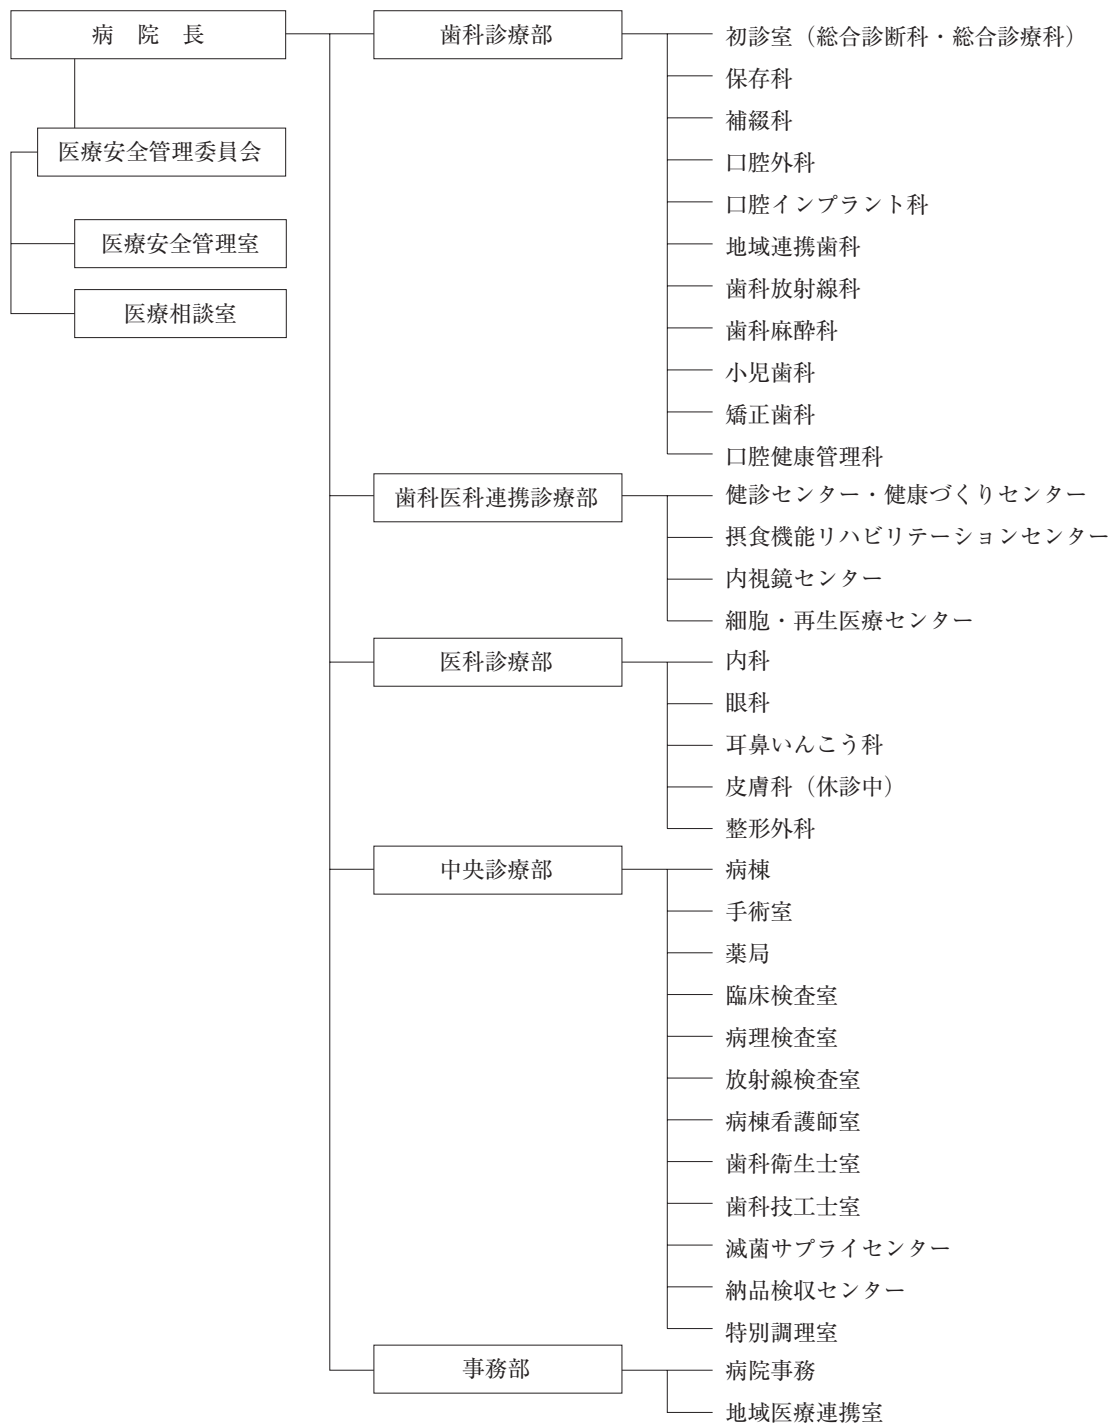 病　院　長
医療安全管理委員会
医療安全管理室
医療相談室
歯科診療部
初診室（総合診断科・総合診療科）
保存科
補綴科
口腔外科
口腔インプラント科
地域連携歯科
歯科放射線科
歯科麻酔科
小児歯科
矯正歯科
口腔健康管理科
歯科医科連携診療部
健診センター・健康づくりセンター
摂食機能リハビリテーションセンター
内視鏡センター
細胞・再生医療センター
医科診療部
内科
眼科
耳鼻いんこう科
皮膚科（休診中）
整形外科
中央診療部
病棟
手術室
薬局
臨床検査室
病理検査室
放射線検査室
病棟看護師室
歯科衛生士室
歯科技工士室
滅菌サプライセンター
納品検収センター
特別調理室
事務部
病院事務
地域医療連携室